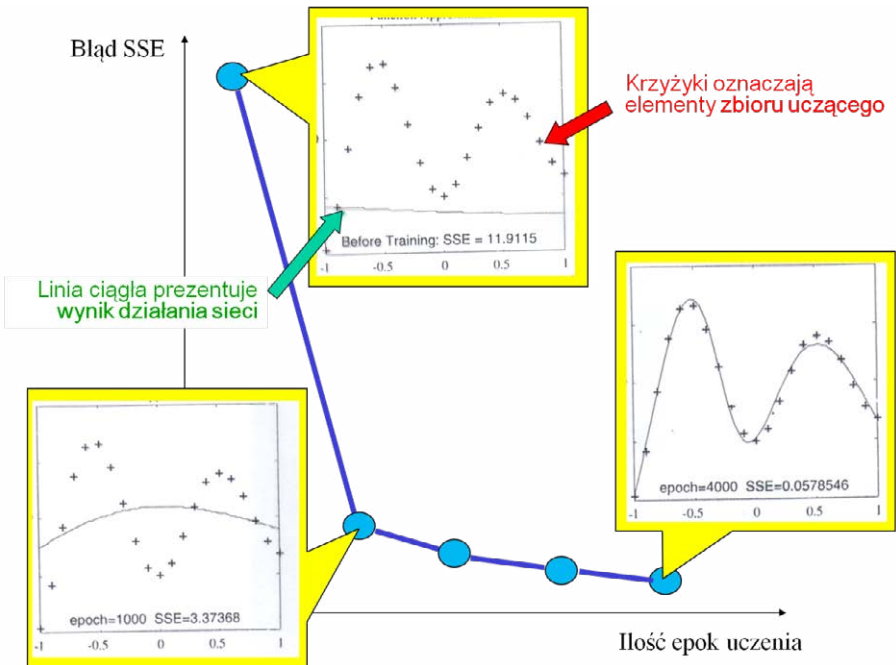 Błąd SSE
Krzyżyki oznaczają
elementy zbioru uczącego
Before Training: SSE = 11.9115
-1 -0.5 0 0.5 1
Linia ciągła prezentuje
wynik działania sieci
epoch=4000 SSE=0.0578546
-1 -0.5 0 0.5 1
epoch=1000 SSE=3.37368
-1 -0.5 0 0.5 1
Ilość epok uczenia